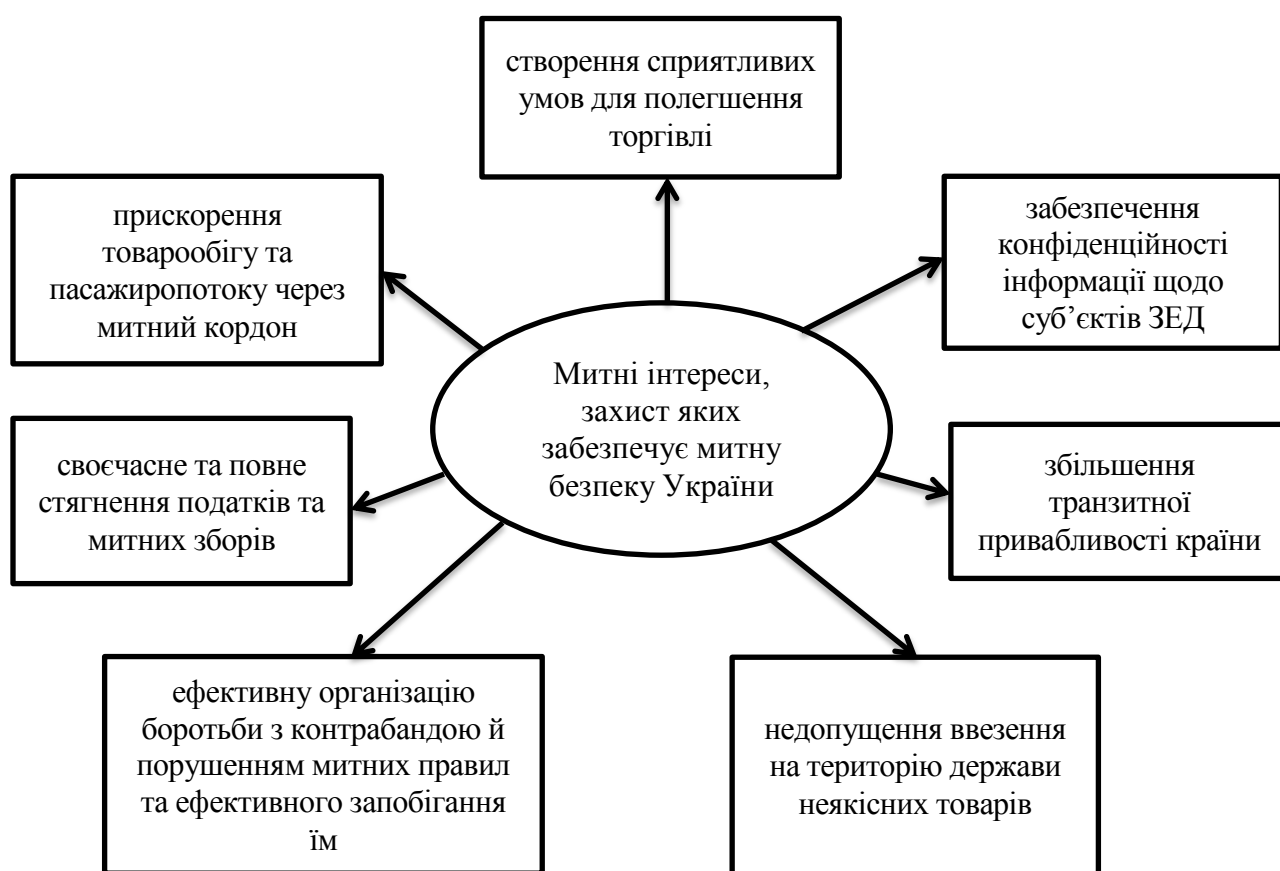 створення сприятливих
умов для полегшення
торгівлі
прискорення
товарообігу та
пасажиропотоку через
митний кордон
забезпечення
конфіденційності
інформації щодо
суб’єктів ЗЕД
Митні інтереси,
захист яких
забезпечує митну
безпеку України
своєчасне та повне
стягнення податків та
митних зборів
збільшення
транзитної
привабливості країни
ефективну організацію
боротьби з контрабандою й
порушенням митних правил
та ефективного запобігання
їм
недопущення ввезення
на територію держави
неякісних товарів